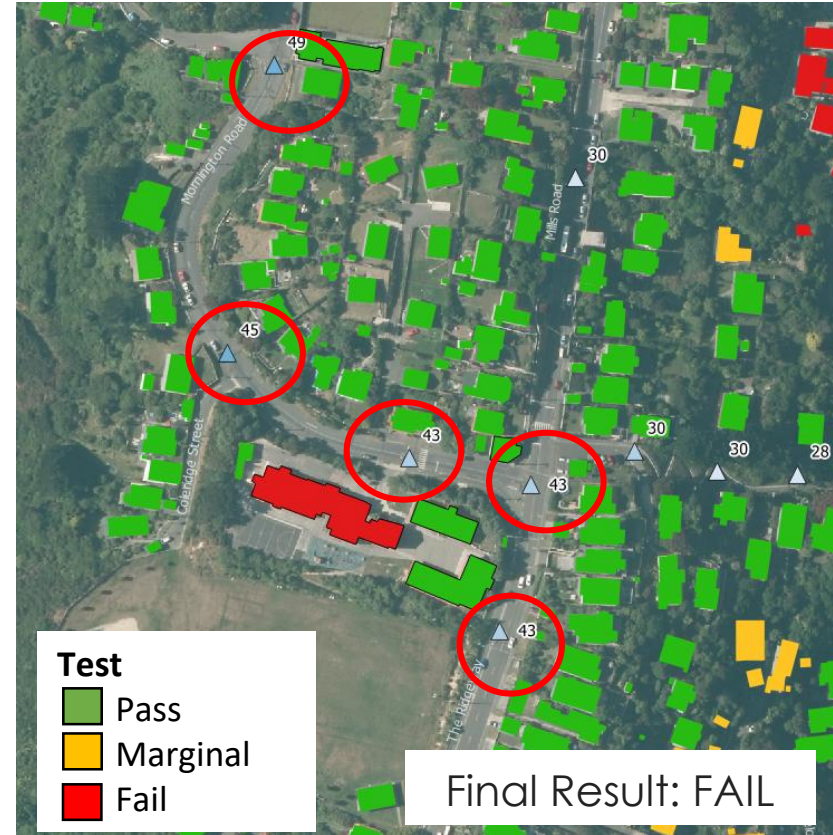 49
Mornington Road
30
Mills Road
45
43
30
30
28
43
Coleridge Street
43
The Ridgeway
Test
Pass
Marginal
Fail
Final Result: FAIL